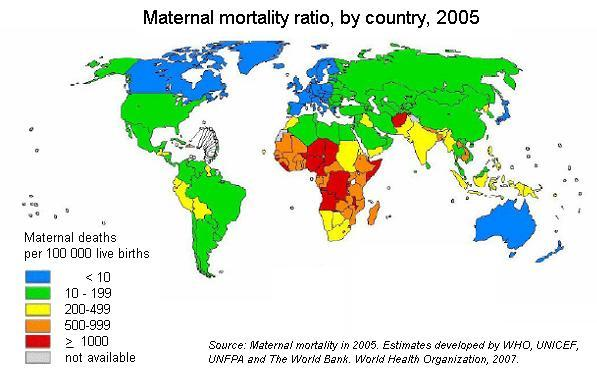 Maternal mortality ratio, by country, 2005
Maternal deaths
per 100 000 live births
< 10
10 - 199
200-499
500-999
≥ 1000
not available
Source: Maternal mortality in 2005. Estimates developed by WHO, UNICEF,
UNFPA and The World Bank. World Health Organization, 2007.